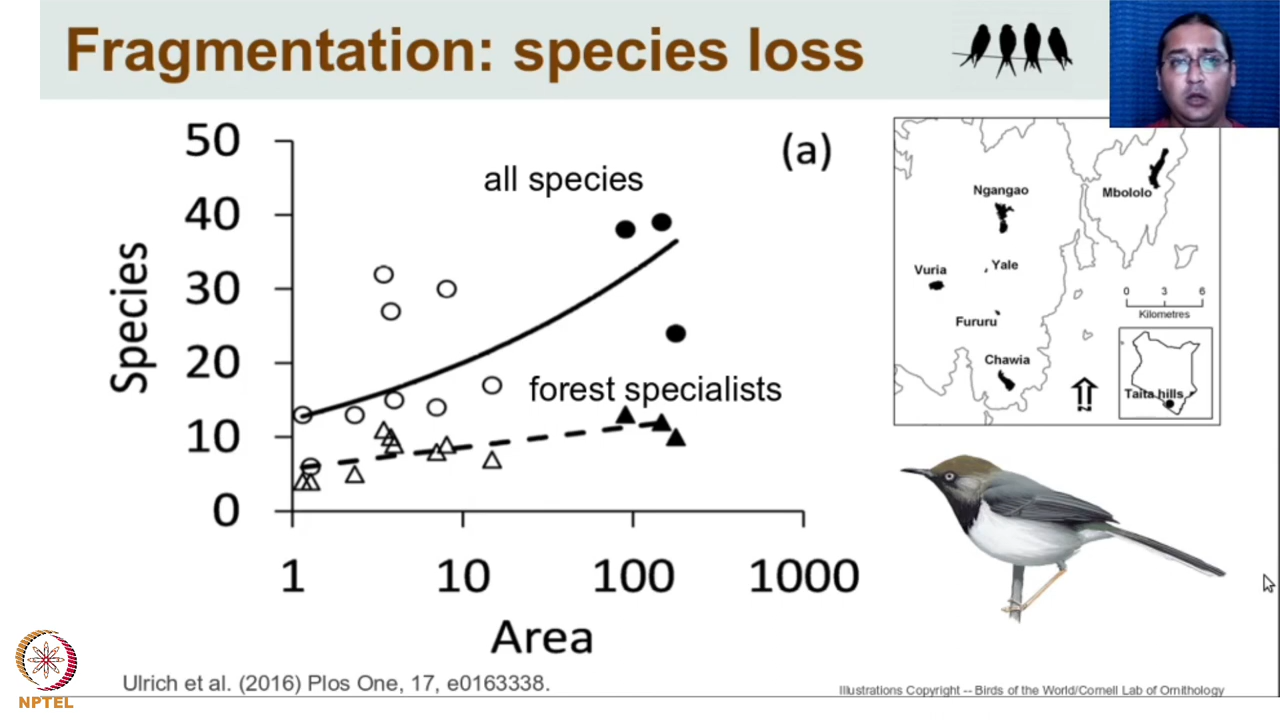 Fragmentation: species loss
50
40
30
20
10
0
Species
(a)
all species
forest specialists
1
10
100
1000
Area
Ngangao
Mbololo
Vuria
Yale
Fururu
Chawia
0 3 6
Kilometres
Taita hills
Ulrich et al. (2016) Plos One, 17, e0163338.
Illustrations Copyright -- Birds of the World/Cornell Lab of Ornithology
NPTEL